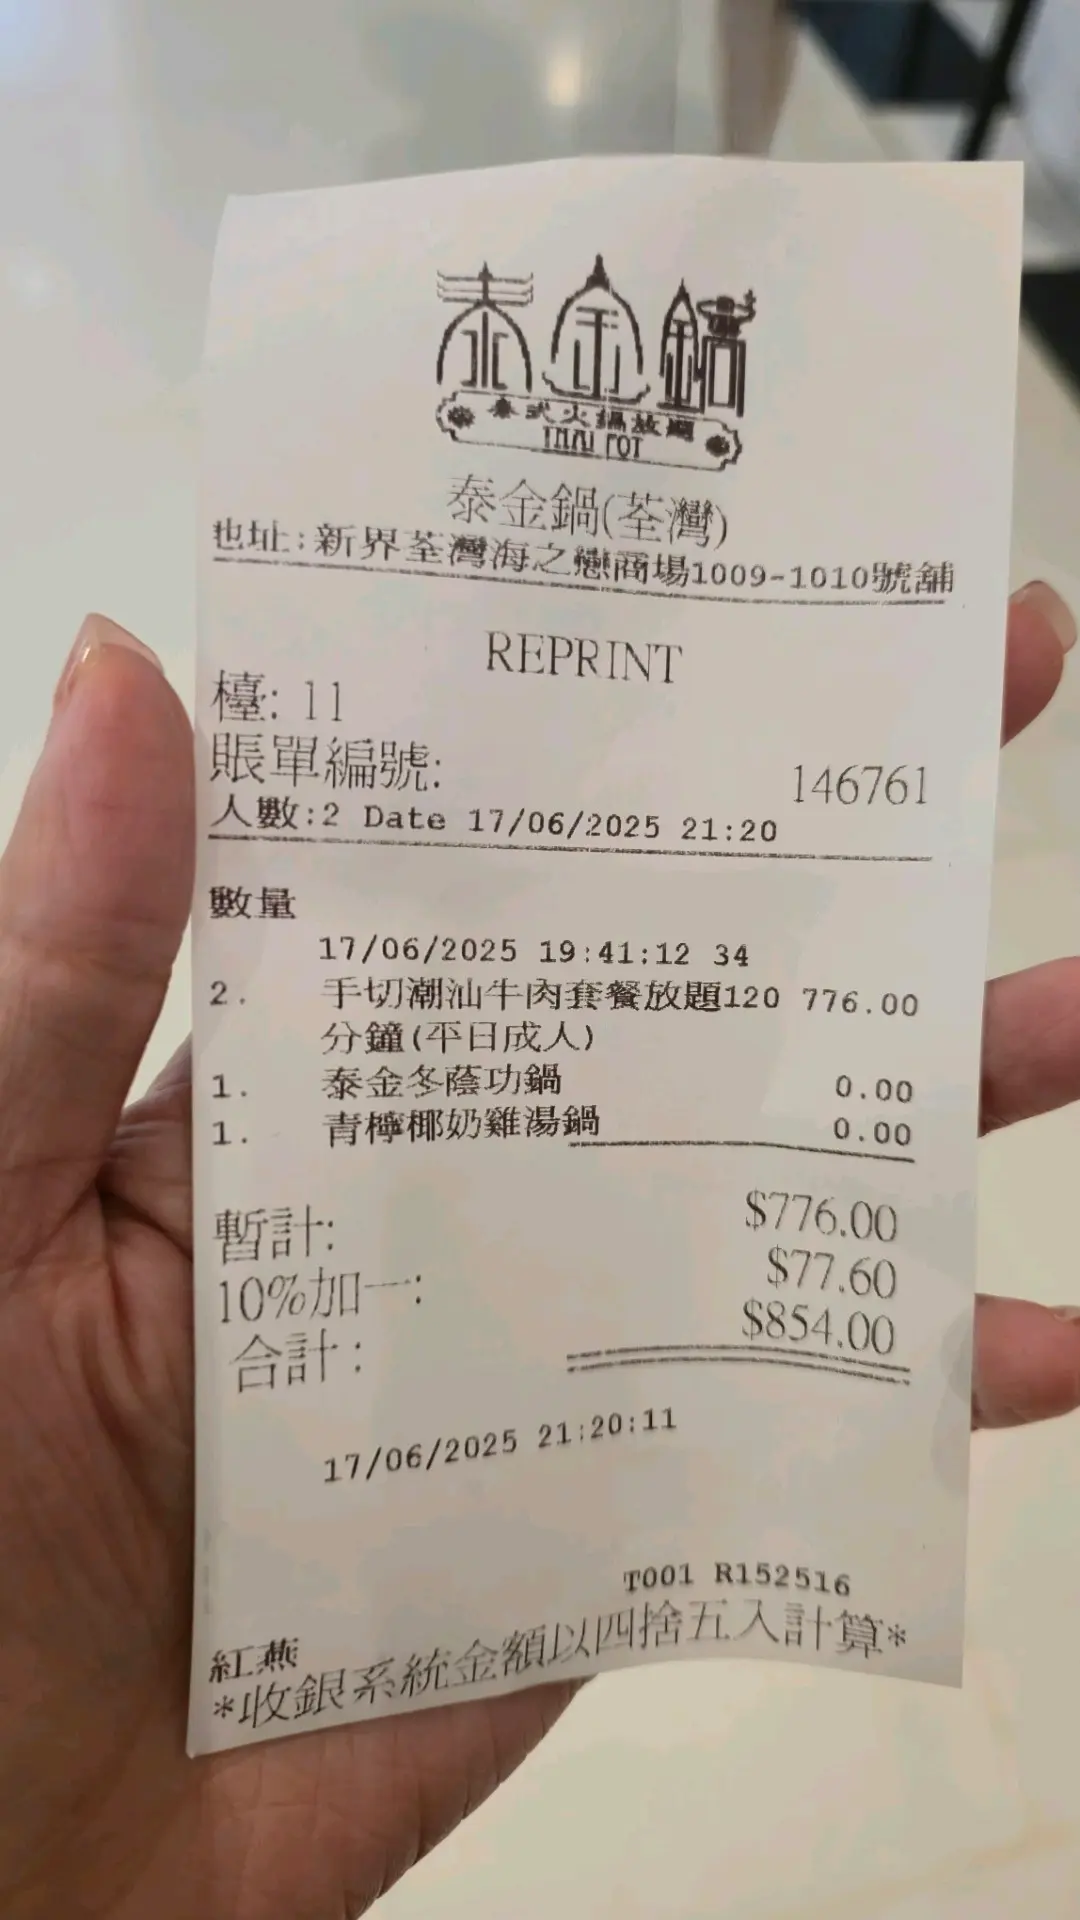 泰金鍋
泰式火鍋放題
THAI POT
泰金鍋(荃灣)
地址:新界荃灣海之戀商場1009-1010號舖
REPRINT
檯: 11
賬單編號: 146761
人數:2 Date 17/06/2025 21:20
數量
17/06/2025 19:41:12 34
2. 手切潮汕牛肉套餐放題120 776.00
分鐘(平日成人)
1. 泰金冬蔭功鍋 0.00
1. 青檸椰奶雞湯鍋 0.00
暫計: $776.00
10%加一: $77.60
合計: $854.00
17/06/2025 21:20:11
T001 R152516
紅燕
*收銀系統金額以四捨五入計算*